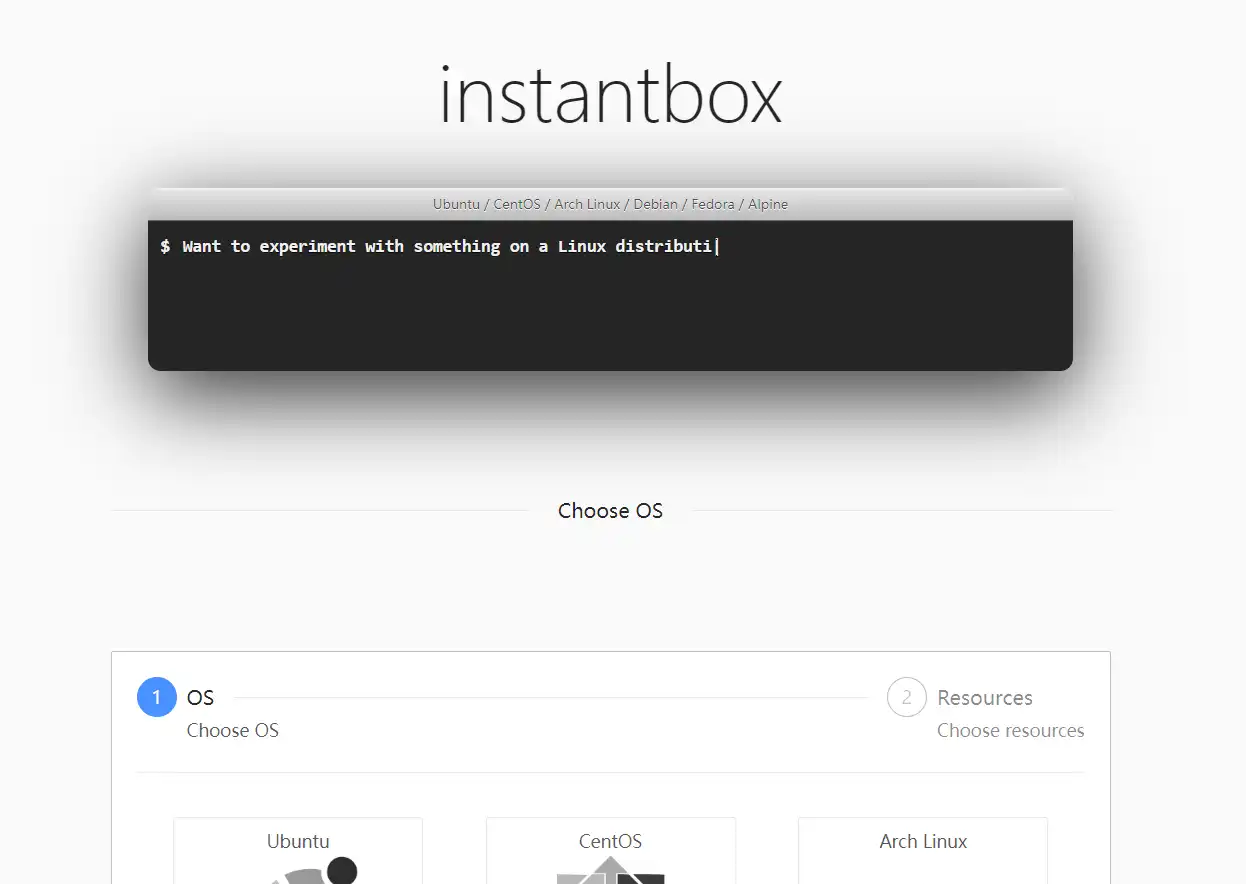 instantbox
Ubuntu / CentOS / Arch Linux / Debian / Fedora / Alpine
$ Want to experiment with something on a Linux distributi|
Choose OS
1 OS
Choose OS
2 Resources
Choose resources
Ubuntu
CentOS
Arch Linux